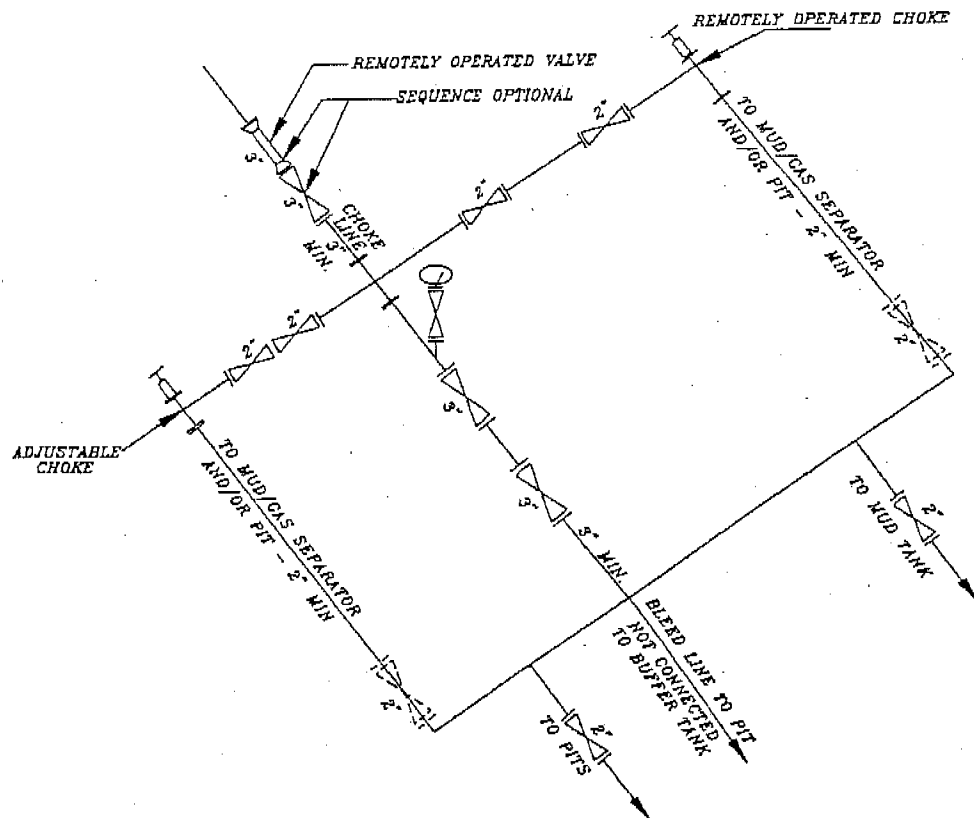 REMOTELY OPERATED CHOKE
REMOTELY OPERATED VALVE
SEQUENCE OPTIONAL
3"
3"
CHOKE
LINE
3"
MIN.
2"
2"
TO MUD/GAS SEPARATOR
AND/OR PIT - 2" MIN
2"
2"
2"
ADJUSTABLE
CHOKE
TO MUD/GAS SEPARATOR
AND/OR PIT - 2" MIN
2"
3"
3"
3" MIN.
BLEED LINE TO PIT
NOT CONNECTED
TO BUFFER TANK
2"
TO MUD TANK
2"
TO PITS